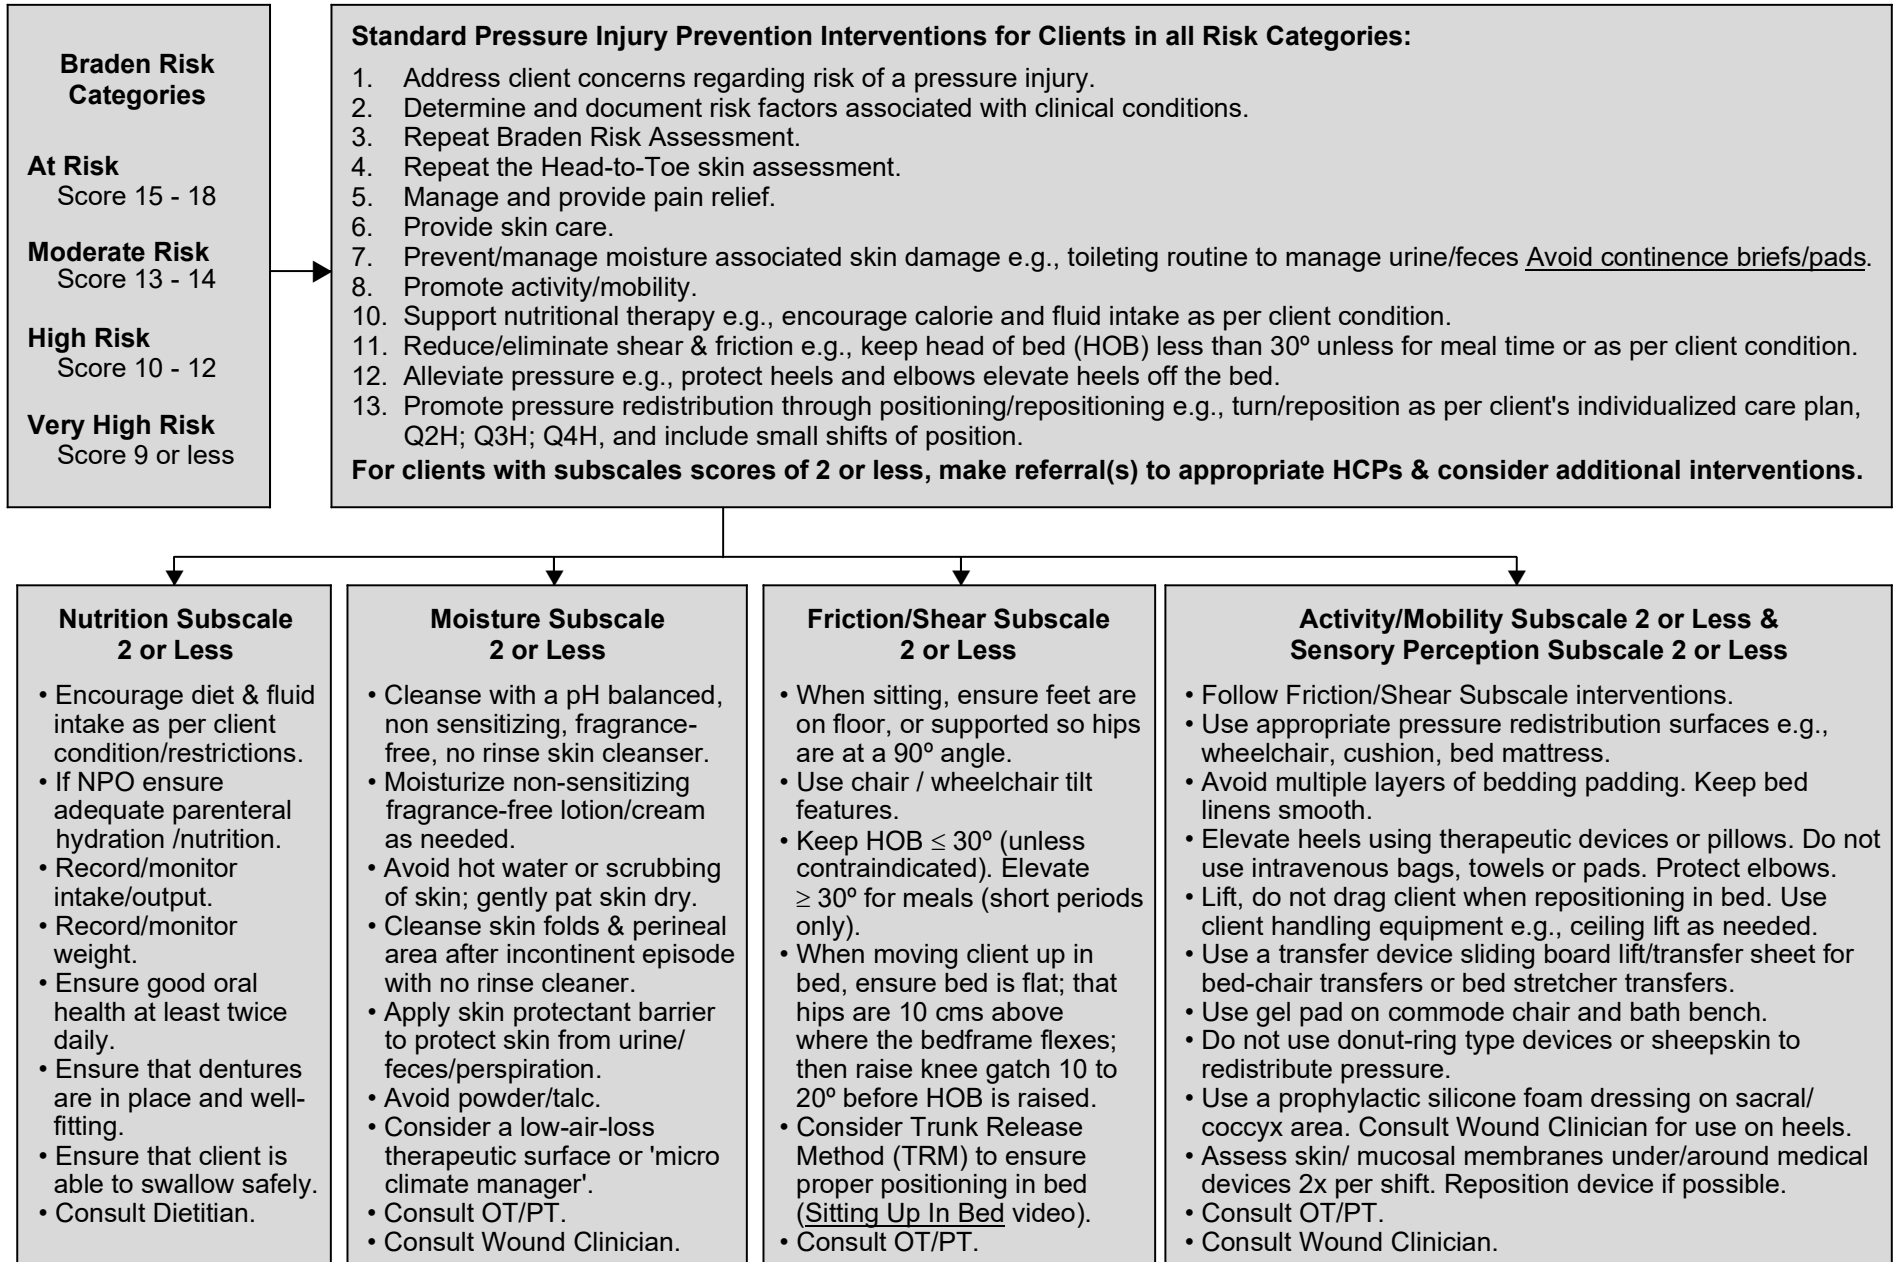 Braden Risk
Categories
At Risk
Score 15 - 18
Moderate Risk
Score 13 - 14
High Risk
Score 10 - 12
Very High Risk
Score 9 or less
Standard Pressure Injury Prevention Interventions for Clients in all Risk Categories:
1. Address client concerns regarding risk of a pressure injury.
2. Determine and document risk factors associated with clinical conditions.
3. Repeat Braden Risk Assessment.
4. Repeat the Head-to-Toe skin assessment.
5. Manage and provide pain relief.
6. Provide skin care.
7. Prevent/manage moisture associated skin damage e.g., toileting routine to manage urine/feces Avoid continence briefs/pads.
8. Promote activity/mobility.
10. Support nutritional therapy e.g., encourage calorie and fluid intake as per client condition.
11. Reduce/eliminate shear & friction e.g., keep head of bed (HOB) less than 30º unless for meal time or as per client condition.
12. Alleviate pressure e.g., protect heels and elbows elevate heels off the bed.
13. Promote pressure redistribution through positioning/repositioning e.g., turn/reposition as per client's individualized care plan,
Q2H; Q3H; Q4H, and include small shifts of position.
For clients with subscales scores of 2 or less, make referral(s) to appropriate HCPs & consider additional interventions.
Nutrition Subscale
2 or Less
• Encourage diet & fluid
intake as per client
condition/restrictions.
• If NPO ensure
adequate parenteral
hydration /nutrition.
• Record/monitor
intake/output.
• Record/monitor
weight.
• Ensure good oral
health at least twice
daily.
• Ensure that dentures
are in place and well-
fitting.
• Ensure that client is
able to swallow safely.
• Consult Dietitian.
Moisture Subscale
2 or Less
• Cleanse with a pH balanced,
non sensitizing, fragrance-
free, no rinse skin cleanser.
• Moisturize non-sensitizing
fragrance-free lotion/cream
as needed.
• Avoid hot water or scrubbing
of skin; gently pat skin dry.
• Cleanse skin folds & perineal
area after incontinent episode
with no rinse cleaner.
• Apply skin protectant barrier
to protect skin from urine/
feces/perspiration.
• Avoid powder/talc.
• Consider a low-air-loss
therapeutic surface or 'micro
climate manager'.
• Consult OT/PT.
• Consult Wound Clinician.
Friction/Shear Subscale
2 or Less
• When sitting, ensure feet are
on floor, or supported so hips
are at a 90º angle.
• Use chair / wheelchair tilt
features.
• Keep HOB ≤ 30º (unless
contraindicated). Elevate
≥ 30º for meals (short periods
only).
• When moving client up in
bed, ensure bed is flat; that
hips are 10 cms above
where the bedframe flexes;
then raise knee gatch 10 to
20º before HOB is raised.
• Consider Trunk Release
Method (TRM) to ensure
proper positioning in bed
(Sitting Up In Bed video).
• Consult OT/PT.
Activity/Mobility Subscale 2 or Less &
Sensory Perception Subscale 2 or Less
• Follow Friction/Shear Subscale interventions.
• Use appropriate pressure redistribution surfaces e.g.,
wheelchair, cushion, bed mattress.
• Avoid multiple layers of bedding padding. Keep bed
linens smooth.
• Elevate heels using therapeutic devices or pillows. Do not
use intravenous bags, towels or pads. Protect elbows.
• Lift, do not drag client when repositioning in bed. Use
client handling equipment e.g., ceiling lift as needed.
• Use a transfer device sliding board lift/transfer sheet for
bed-chair transfers or bed stretcher transfers.
• Use gel pad on commode chair and bath bench.
• Do not use donut-ring type devices or sheepskin to
redistribute pressure.
• Use a prophylactic silicone foam dressing on sacral/
coccyx area. Consult Wound Clinician for use on heels.
• Assess skin/ mucosal membranes under/around medical
devices 2x per shift. Reposition device if possible.
• Consult OT/PT.
• Consult Wound Clinician.